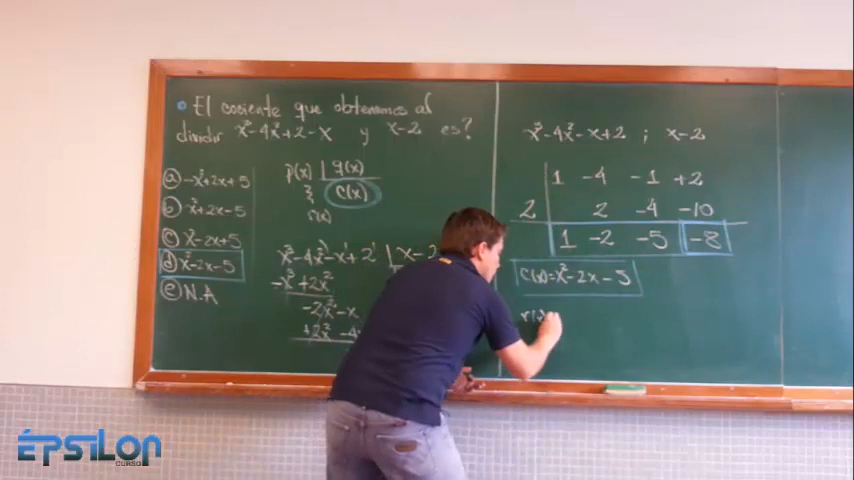 • El cociente que obtenemos al
dividir x³-4x²+2-x y x-2 es?
a) -x²+2x+5
b) x²+2x-5
c) x²-2x+5
d) x²-2x-5
e) N.A
p(x) | q(x)
r(x) c(x)
x³-4x²-x+2 | x-2
-x³+2x²
-2x²-x
+2x²-4
x³-4x²-x+2 ; x-2
1 -4 -1 +2
2 2 -4 -10
1 -2 -5 -8
c(x)=x²-2x-5
r(x)
ÉPSILON
CURSO